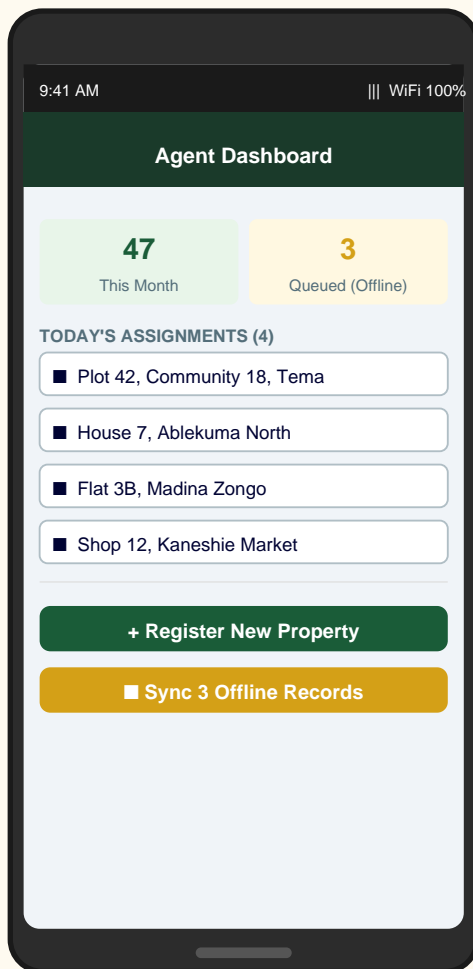 9:41 AM ||| WiFi 100%
Agent Dashboard
47 3
This Month Queued (Offline)
TODAY'S ASSIGNMENTS (4)
■ Plot 42, Community 18, Tema
■ House 7, Ablekuma North
■ Flat 3B, Madina Zongo
■ Shop 12, Kaneshie Market
+ Register New Property
■ Sync 3 Offline Records